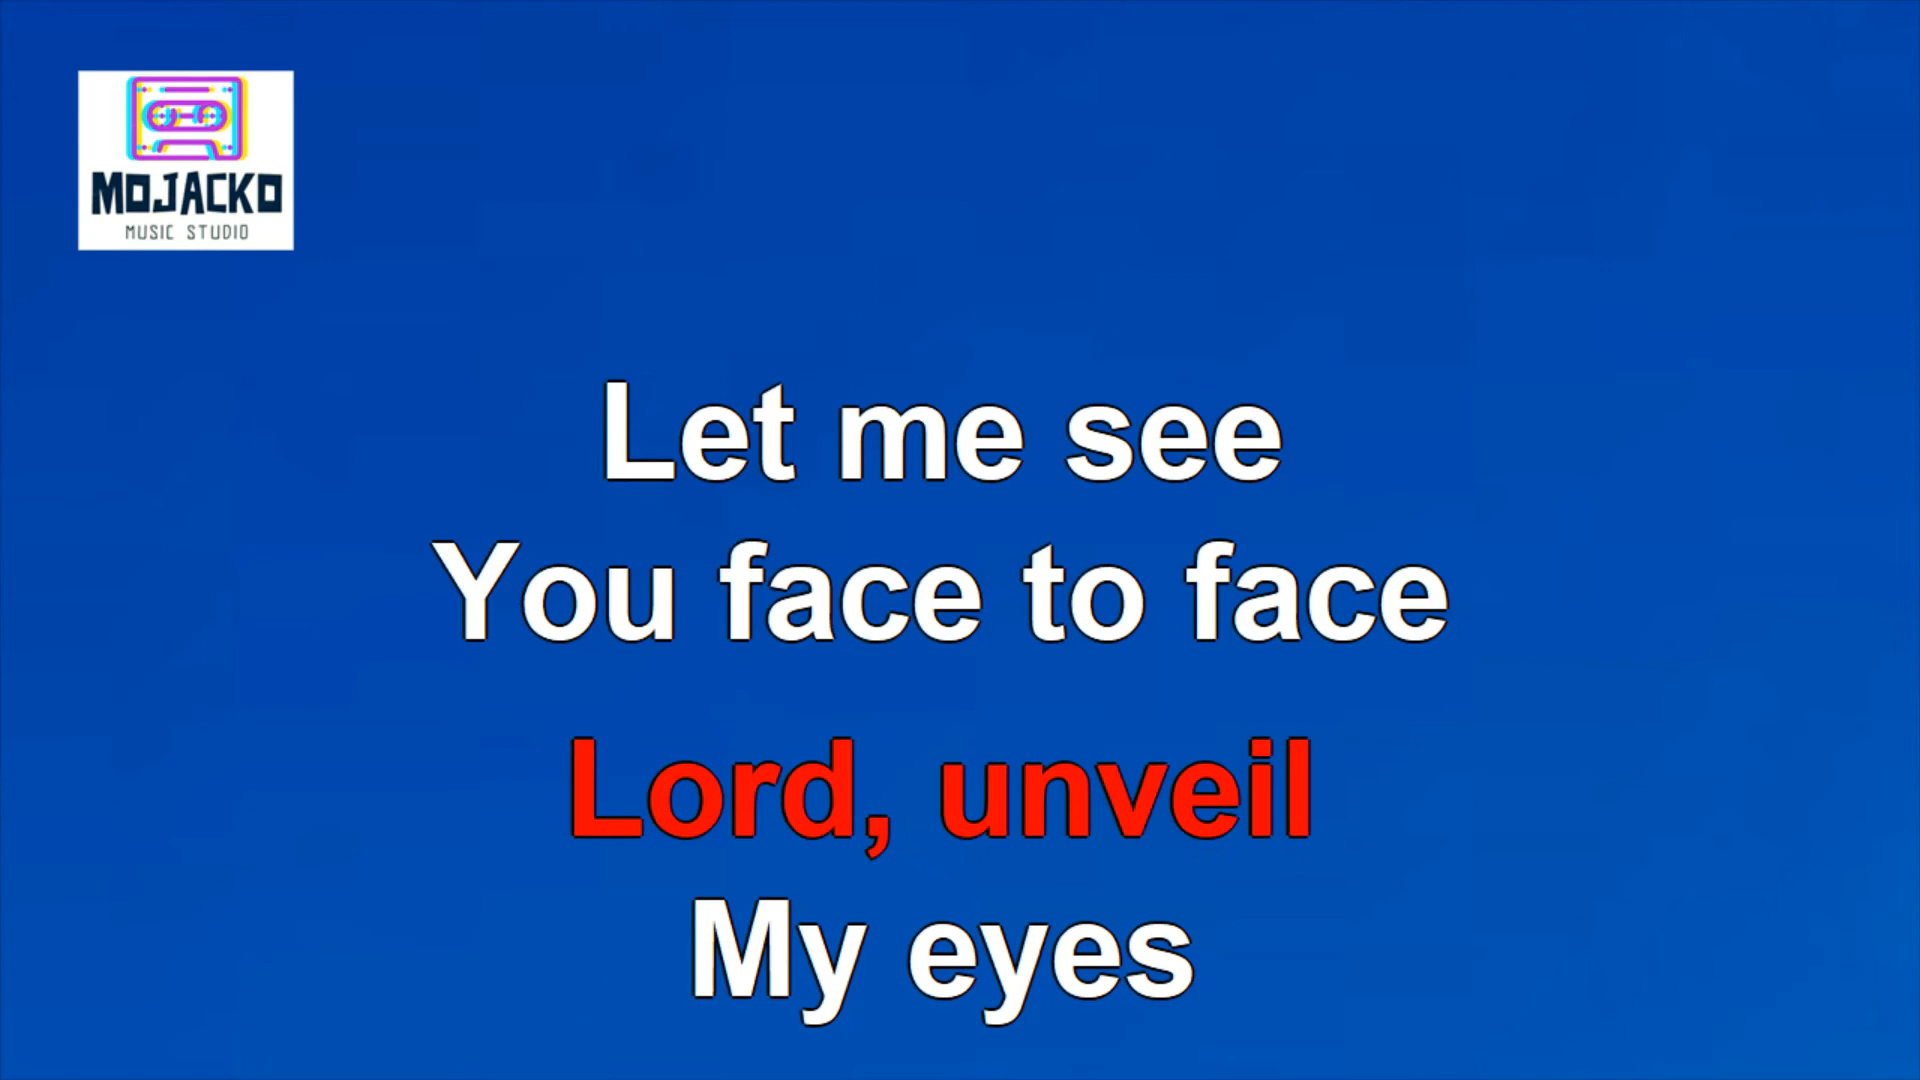 MOJACKO
MUSIC STUDIO
Let me see
You face to face
Lord, unveil
My eyes